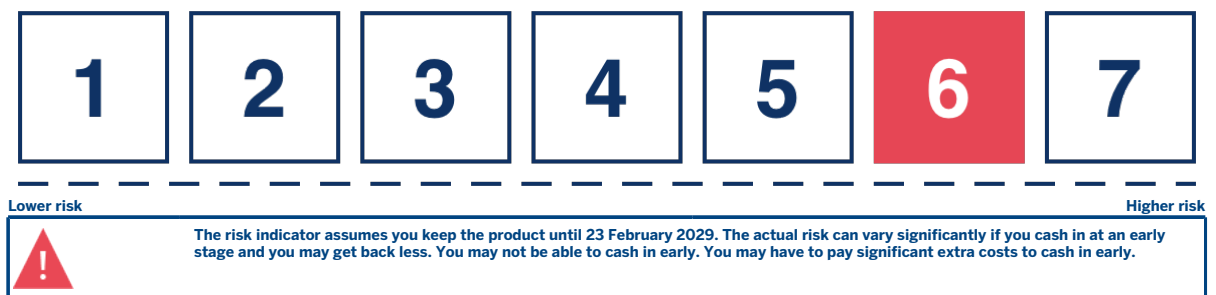 1 2 3 4 5 6 7
Lower risk Higher risk
The risk indicator assumes you keep the product until 23 February 2029. The actual risk can vary significantly if you cash in at an early
stage and you may get back less. You may not be able to cash in early. You may have to pay significant extra costs to cash in early.
!